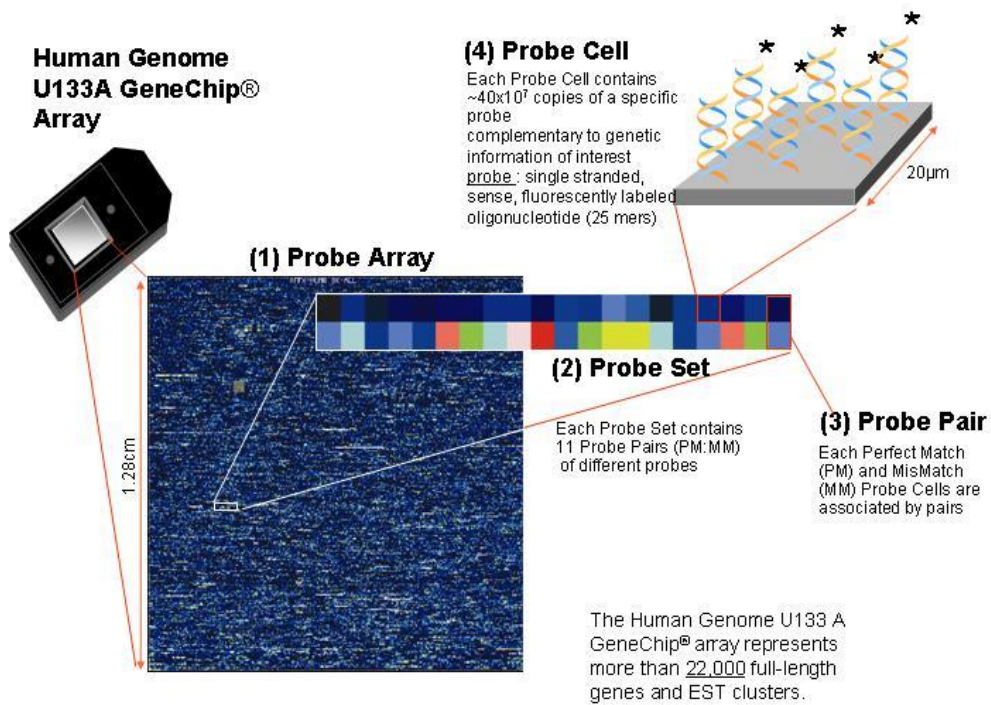 Human Genome
U133A GeneChip®
Array
(4) Probe Cell
Each Probe Cell contains
~40x10⁷ copies of a specific
probe
complementary to genetic
information of interest
probe : single stranded,
sense, fluorescently labeled
oligonucleotide (25 mers)
* * * * *
20µm
(1) Probe Array
1.28cm
(2) Probe Set
Each Probe Set contains
11 Probe Pairs (PM:MM)
of different probes
(3) Probe Pair
Each Perfect Match
(PM) and MisMatch
(MM) Probe Cells are
associated by pairs
The Human Genome U133 A
GeneChip® array represents
more than 22,000 full-length
genes and EST clusters.